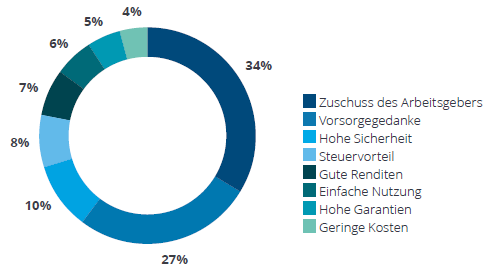 4%
5%
6%
34%
7%
8%
10%
27%
Zuschuss des Arbeitsgebers
Vorsorgegedanke
Hohe Sicherheit
Steuervorteil
Gute Renditen
Einfache Nutzung
Hohe Garantien
Geringe Kosten